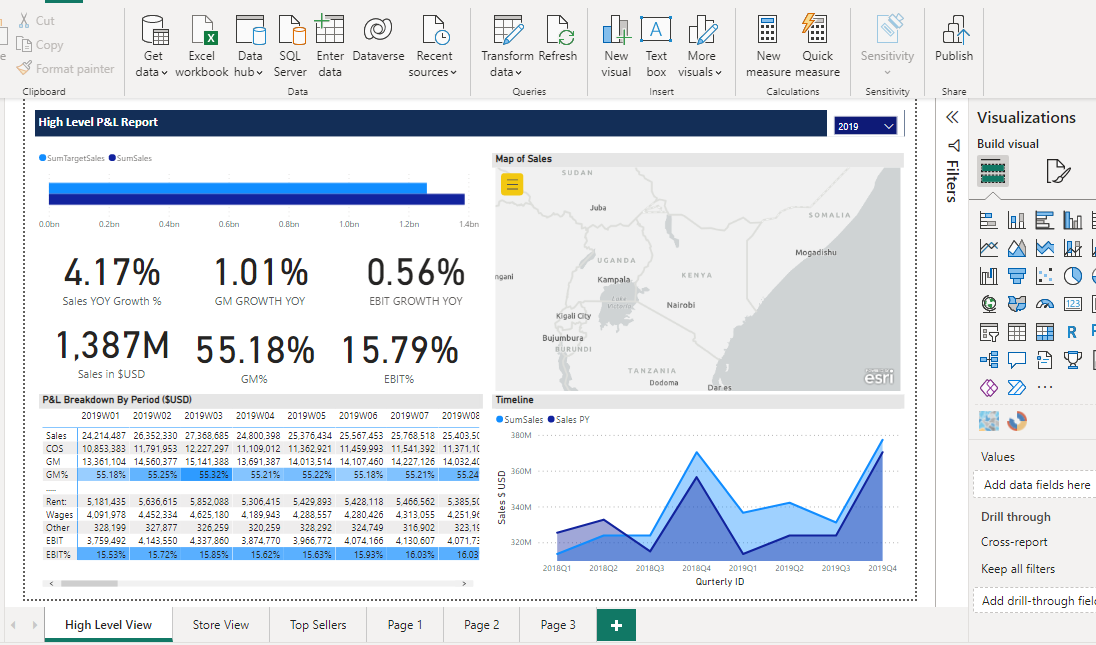 Cut
Copy
Format painter
Clipboard
Get data
Excel workbook
Data hub
SQL Server
Enter data
Dataverse
Recent sources
Data
Transform data
Refresh
Queries
New visual
Text box
More visuals
Insert
New measure
Quick measure
Calculations
Sensitivity
Sensitivity
Publish
Share
High Level P&L Report
2019
SumTargetSales SumSales
0.0bn 0.2bn 0.4bn 0.6bn 0.8bn 1.0bn 1.2bn 1.4bn
4.17% 1.01% 0.56%
Sales YOY Growth % GM GROWTH YOY EBIT GROWTH YOY
1,387M 55.18% 15.79%
Sales in $USD GM% EBIT%
Map of Sales
SUDAN
Juba
SOMALIA
Mogadishu
UGANDA
ngani
Kampala
KENYA
Lake Victoria
Nairobi
Kigali City
Bujumbura
BURUNDI
TANZANIA
Dodoma
Dar es
esri
P&L Breakdown By Period ($USD)
2019W01 2019W02 2019W03 2019W04 2019W05 2019W06 2019W07 2019W08
Sales 24,214,487 26,352,330 27,368,685 24,800,398 25,376,434 25,567,453 25,768,518 25,403,50
COS 10,853,383 11,791,953 12,227,297 11,109,012 11,362,921 11,459,993 11,541,392 11,371,10
GM 13,361,104 14,560,377 15,141,388 13,691,387 14,013,514 14,107,460 14,227,126 14,032,40
GM% 55.18% 55.25% 55.32% 55.21% 55.22% 55.18% 55.21% 55.24
Rent: 5,181,435 5,636,615 5,852,088 5,306,415 5,429,893 5,428,118 5,466,562 5,385,50
Wages 4,091,978 4,452,334 4,625,180 4,189,943 4,288,557 4,280,426 4,313,055 4,251,96
Other 328,199 327,877 326,259 320,259 328,292 324,749 316,902 323,19
EBIT 3,759,492 4,143,550 4,337,860 3,874,770 3,966,772 4,074,166 4,130,607 4,071,73
EBIT% 15.53% 15.72% 15.85% 15.62% 15.63% 15.93% 16.03% 16.03
Timeline
SumSales Sales PY
380M
360M
340M
320M
Sales $ USD
2018Q1 2018Q2 2018Q3 2018Q4 2019Q1 2019Q2 2019Q3 2019Q4
Qurterly ID
Filters
Visualizations
Build visual
123
R
Values
Add data fields here
Drill through
Cross-report
Keep all filters
Add drill-through field
High Level View
Store View
Top Sellers
Page 1
Page 2
Page 3